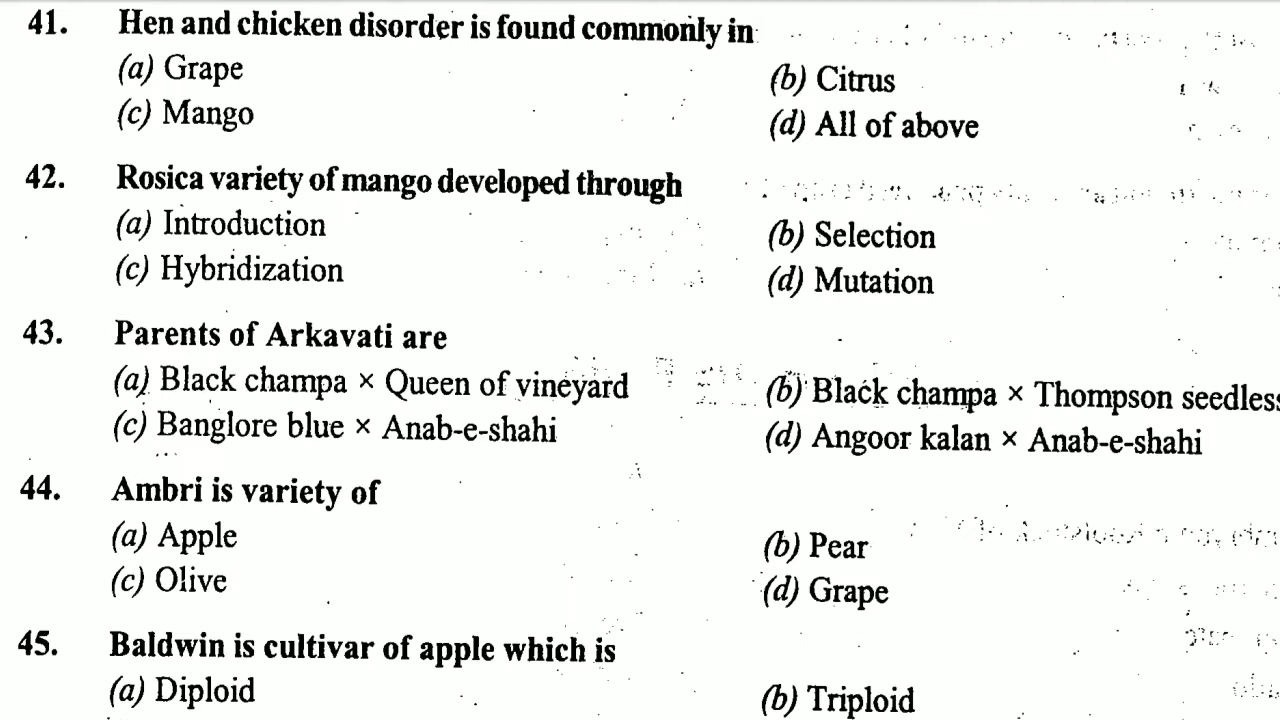 41. Hen and chicken disorder is found commonly in
(a) Grape (b) Citrus
(c) Mango (d) All of above
42. Rosica variety of mango developed through
(a) Introduction (b) Selection
(c) Hybridization (d) Mutation
43. Parents of Arkavati are
(a) Black champa × Queen of vineyard (b) Black champa × Thompson seedless
(c) Banglore blue × Anab-e-shahi (d) Angoor kalan × Anab-e-shahi
44. Ambri is variety of
(a) Apple (b) Pear
(c) Olive (d) Grape
45. Baldwin is cultivar of apple which is
(a) Diploid (b) Triploid